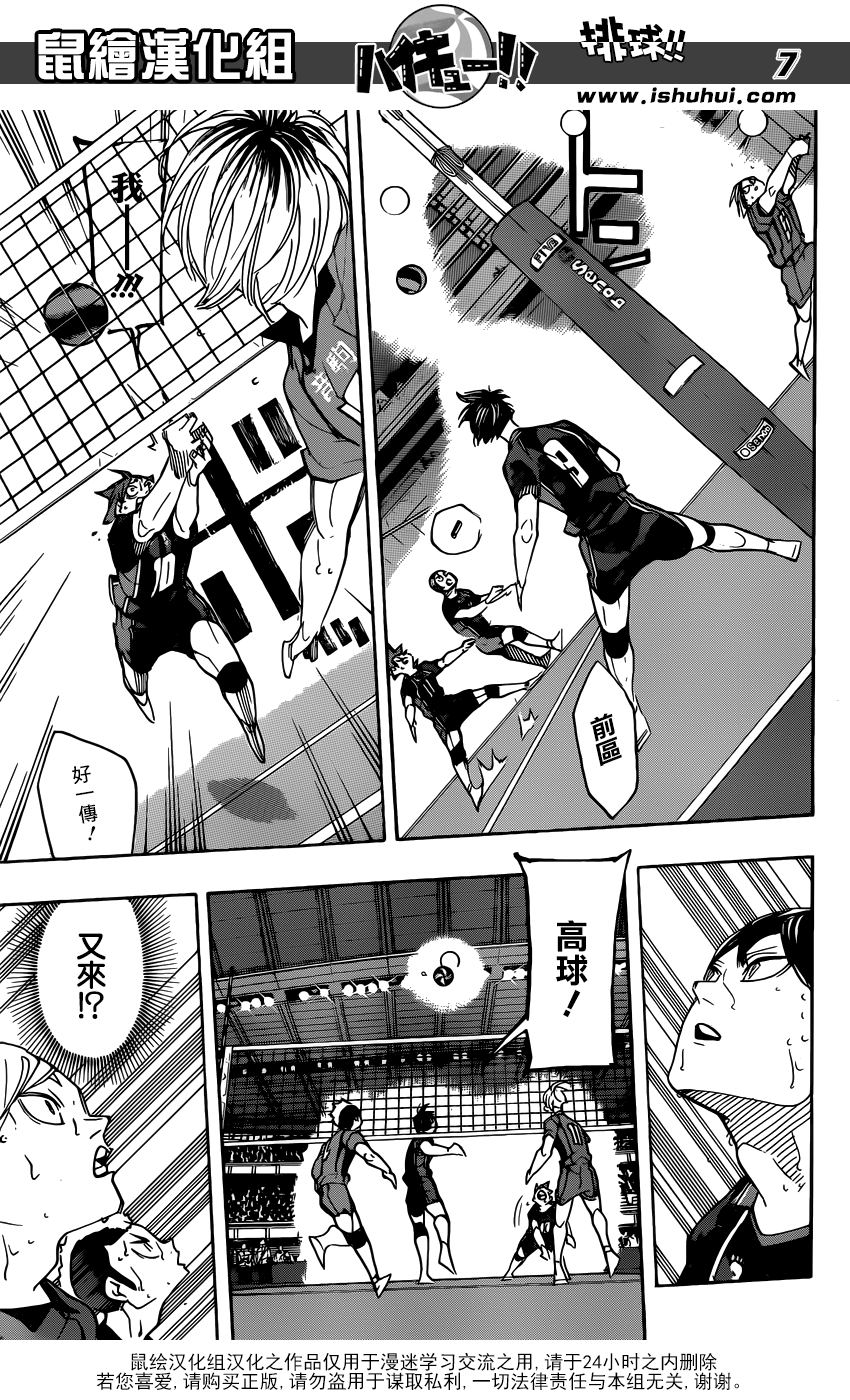 鼠繪漢化組
ハイキュー!!
排球!!
7
www.ishuhui.com
ト
FIVB
Senoh
Senoh
前區
我——
!?!?
好一傳!
高球!
又來!?
鼠绘汉化组汉化之作品仅用于漫迷学习交流之用,请于24小时之内删除
若您喜爱,请购买正版,请勿盗用于谋取私利,一切法律责任与本组无关,谢谢。